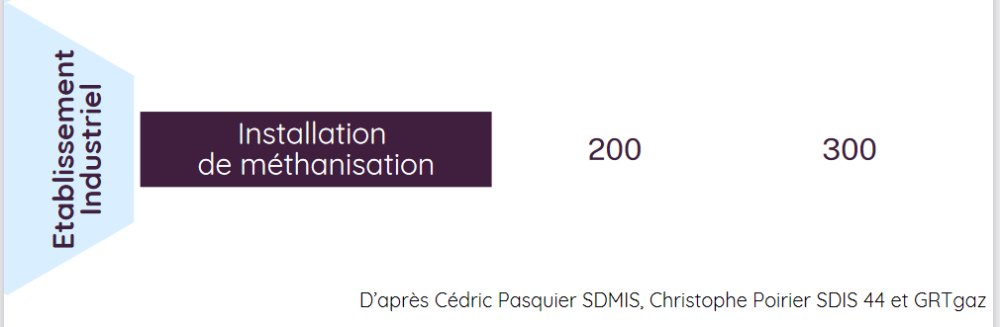 Etablissement
Industriel
Installation
de méthanisation
200
300
D'après Cédric Pasquier SDMIS, Christophe Poirier SDIS 44 et GRTgaz